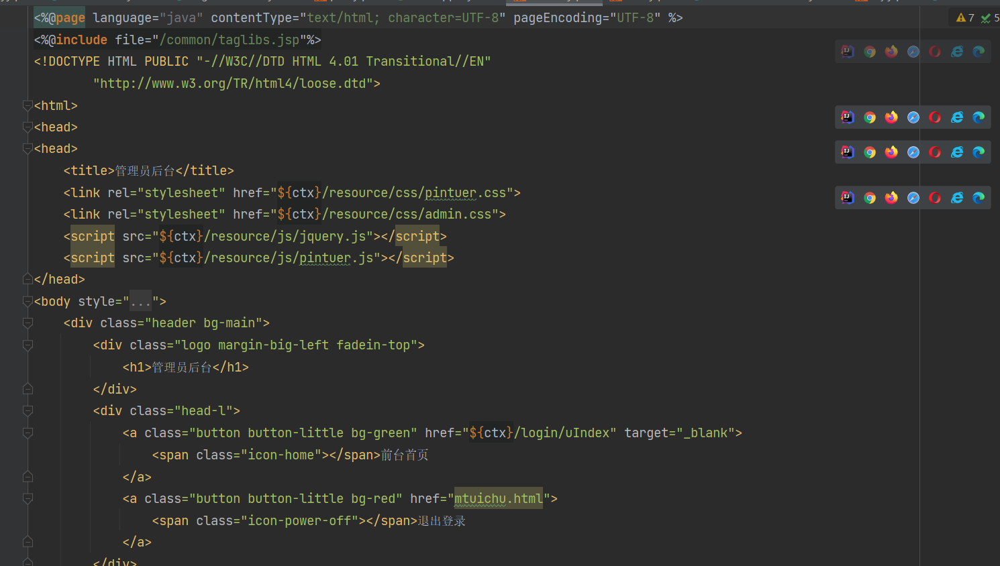 <%@page language="java" contentType="text/html; character=UTF-8" pageEncoding="UTF-8" %>
7
5
<%@include file="/common/taglibs.jsp"%>
<!DOCTYPE HTML PUBLIC "-//W3C//DTD HTML 4.01 Transitional//EN"
"http://www.w3.org/TR/html4/loose.dtd">
<html>
<head>
<head>
<title>管理员后台</title>
<link rel="stylesheet" href="${ctx}/resource/css/pintuer.css">
<link rel="stylesheet" href="${ctx}/resource/css/admin.css">
<script src="${ctx}/resource/js/jquery.js"></script>
<script src="${ctx}/resource/js/pintuer.js"></script>
</head>
<body style="...">
<div class="header bg-main">
<div class="logo margin-big-left fadein-top">
<h1>管理员后台</h1>
</div>
<div class="head-l">
<a class="button button-little bg-green" href="${ctx}/login/uIndex" target="_blank">
<span class="icon-home"></span>前台首页
</a>
<a class="button button-little bg-red" href="mtuichu.html">
<span class="icon-power-off"></span>退出登录
</a>
</div>